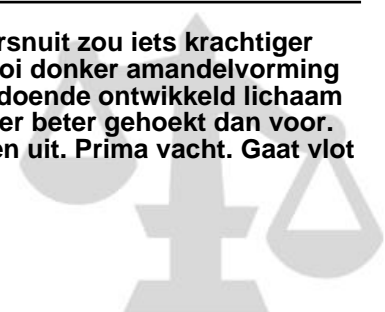 rsnuit zou iets krachtiger
oi donker amandelvorming
doende ontwikkeld lichaam
er beter gehoekt dan voor.
en uit. Prima vacht. Gaat vlot